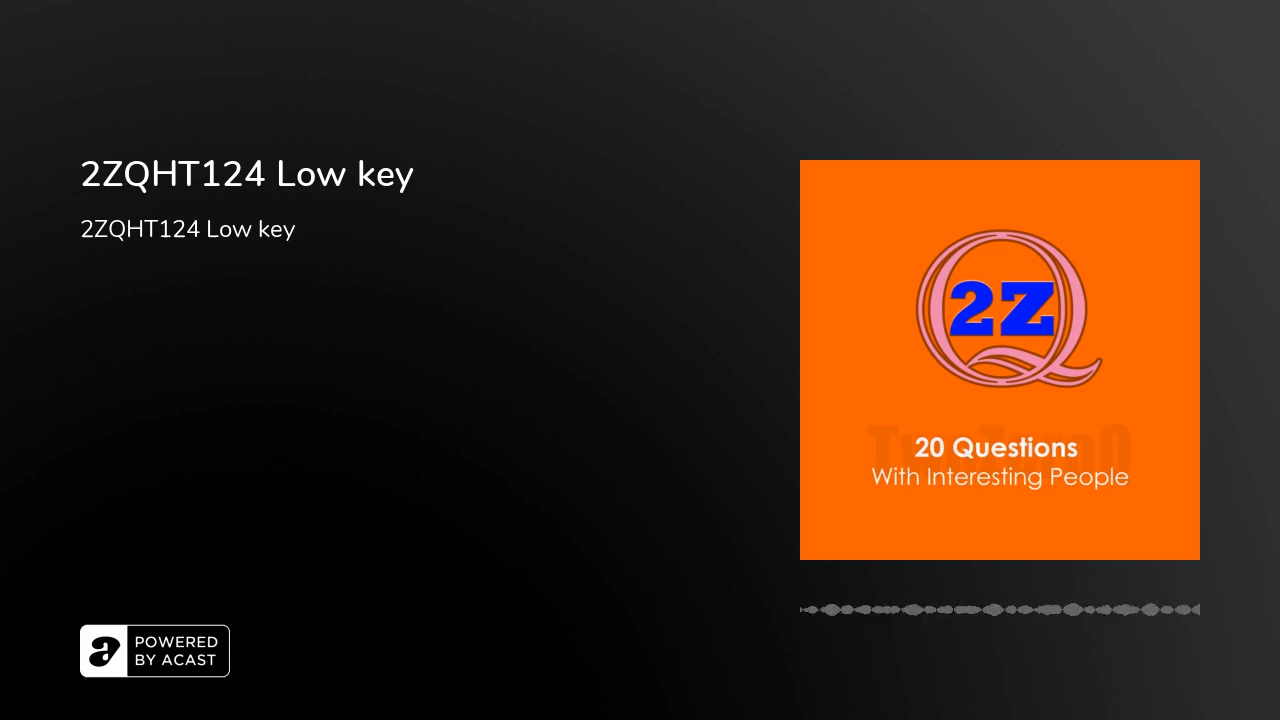 2ZQHT124 Low key
2ZQHT124 Low key
2Z
Q
20 Questions
With Interesting People
a POWERED
BY ACAST